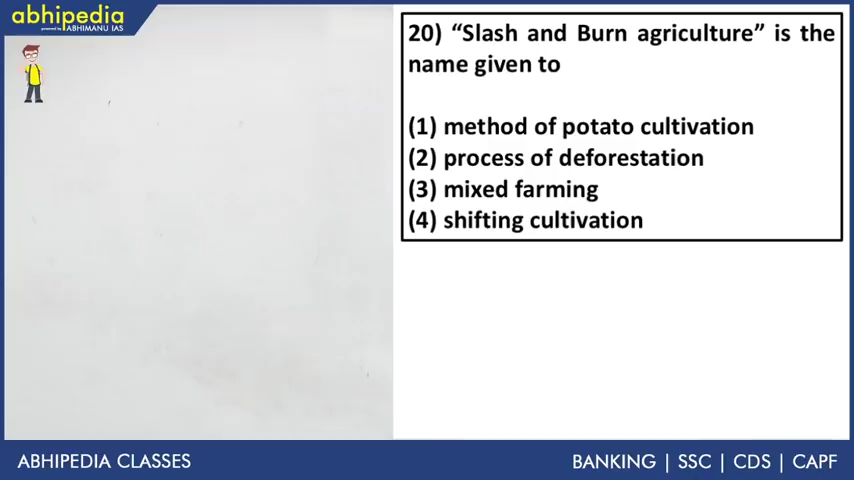 abhipedia
powered by ABHIMANU IAS
20) “Slash and Burn agriculture” is the
name given to
(1) method of potato cultivation
(2) process of deforestation
(3) mixed farming
(4) shifting cultivation
ABHIPEDIA CLASSES
BANKING | SSC | CDS | CAPF